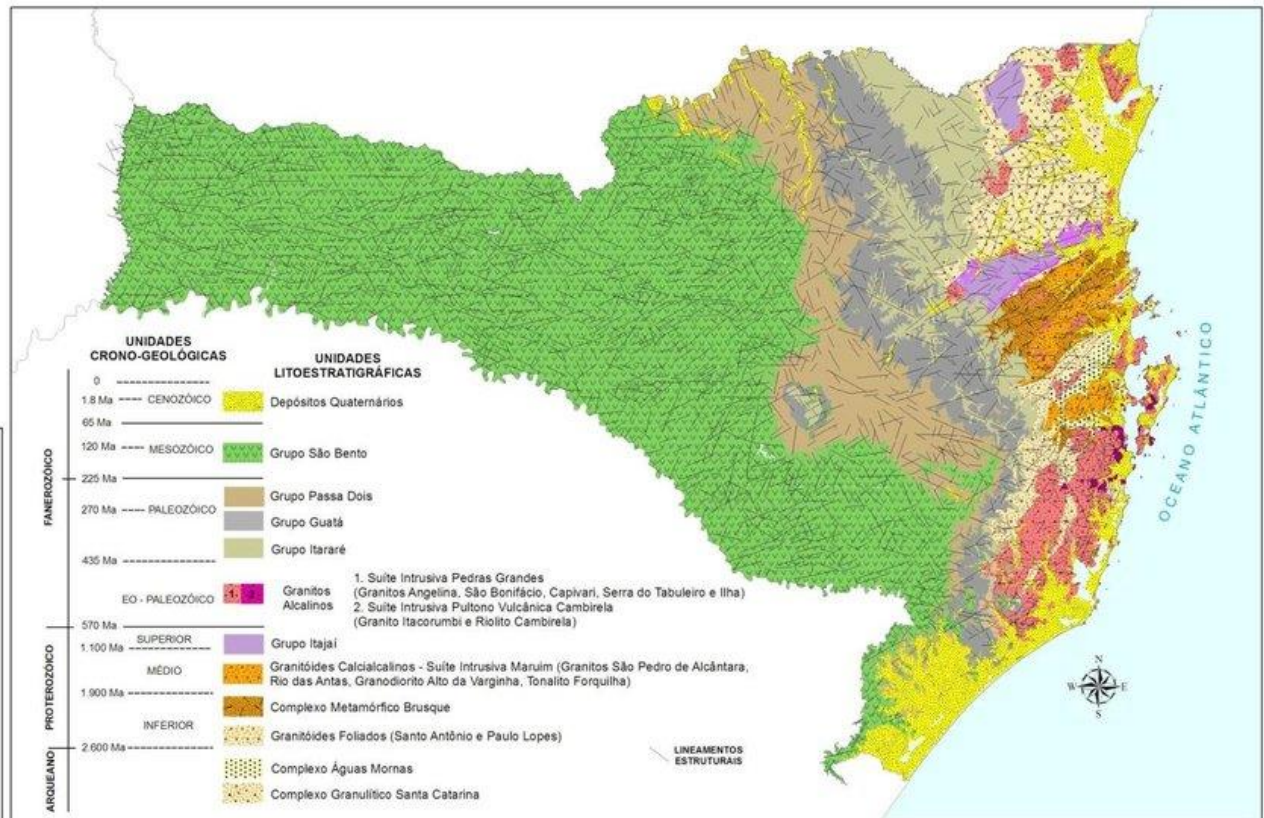 UNIDADES
CRONO-GEOLÓGICAS
UNIDADES
LITOESTRATIGRÁFICAS
FANEROZÓICO
0
1.8 Ma
CENOZÓICO
Depósitos Quaternários
65 Ma
120 Ma
MESOZÓICO
Grupo São Bento
225 Ma
Grupo Passa Dois
270 Ma
PALEOZÓICO
Grupo Guatá
Grupo Itararé
435 Ma
EO - PALEOZÓICO
1.
2.
Granitos
Alcalinos
1. Suíte Intrusiva Pedras Grandes
(Granitos Angelina, São Bonifácio, Capivari, Serra do Tabuleiro e Ilha)
2. Suíte Intrusiva Pultono Vulcânica Cambirela
(Granito Itacorumbi e Riolito Cambirela)
570 Ma
PROTEROZÓICO
SUPERIOR
Grupo Itajaí
1.100 Ma
MÉDIO
Granitóides Calcialcalinos - Suíte Intrusiva Maruim (Granitos São Pedro de Alcântara,
Rio das Antas, Granodiorito Alto da Varginha, Tonalito Forquilha)
1.900 Ma
Complexo Metamórfico Brusque
INFERIOR
Granitóides Foliados (Santo Antônio e Paulo Lopes)
2.600 Ma
ARQUEANO
Complexo Águas Mornas
Complexo Granulítico Santa Catarina
LINEAMENTOS
ESTRUTURAIS
OCEANO ATLÂNTICO
N
W
E
S